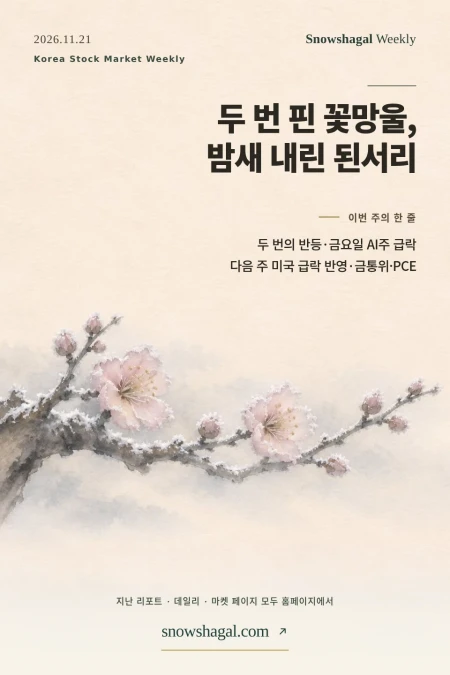 2026.11.21
Snowshagal Weekly
Korea Stock Market Weekly
두 번 핀 꽃망울,
밤새 내린 된서리
이번 주의 한 줄
두 번의 반등·금요일 AI주 급락
다음 주 미국 급락 반영·금통위·PCE
지난 리포트 · 데일리 · 마켓 페이지 모두 홈페이지에서
snowshagal.com ↗